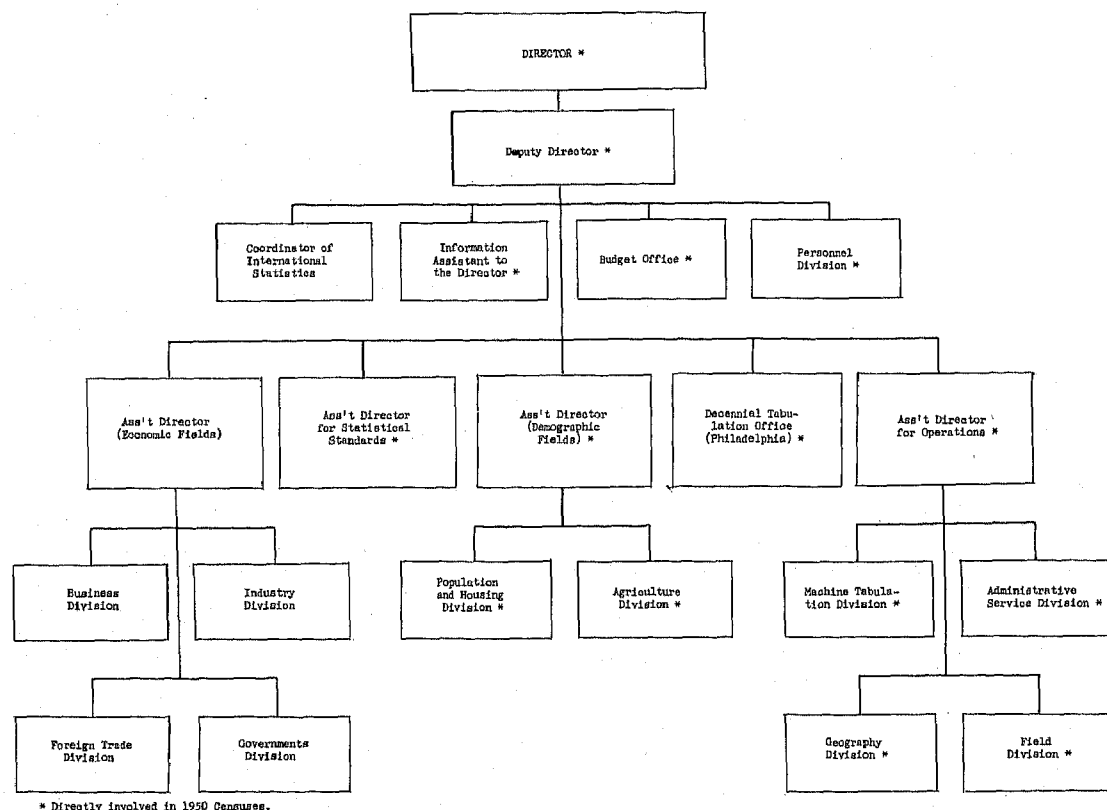 DIRECTOR *
Deputy Director *
Coordinator of
International
Statistics
Information
Assistant to
the Director *
Budget Office *
Personnel
Division *
Ass't Director
(Economic Fields)
Ass't Director
for Statistical
Standards *
Ass't Director
(Demographic
Fields) *
Decennial Tabu-
lation Office
(Philadelphia) *
Ass't Director
for Operations *
Business
Division
Industry
Division
Population
and Housing
Division *
Agriculture
Division *
Machine Tabula-
tion Division *
Administrative
Service Division *
Foreign Trade
Division
Governments
Division
Geography
Division *
Field
Division *
* Directly involved in 1950 Censuses.